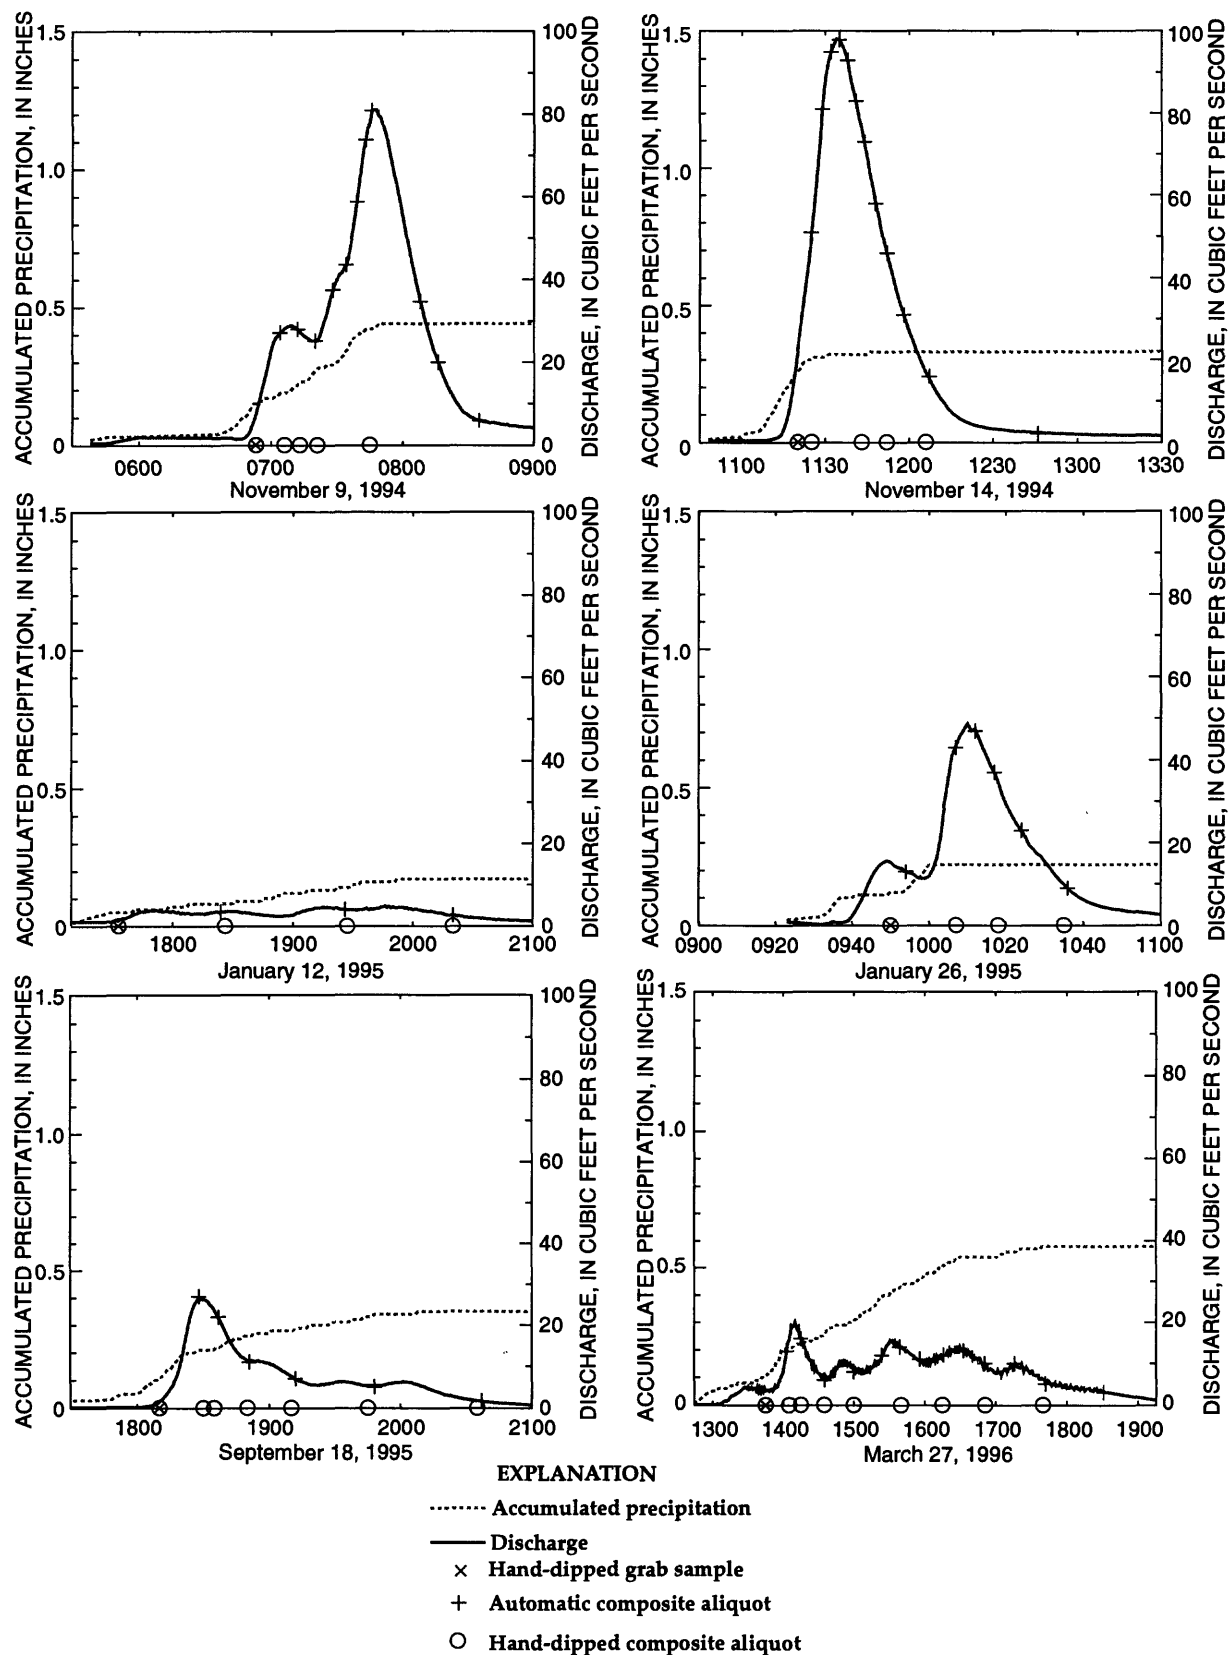 ACCUMULATED PRECIPITATION, IN INCHES
1.5
1.0
0.5
0
100
80
60
40
20
0
DISCHARGE, IN CUBIC FEET PER SECOND
0600 0700 0800 0900
November 9, 1994
ACCUMULATED PRECIPITATION, IN INCHES
1.5
1.0
0.5
0
100
80
60
40
20
0
DISCHARGE, IN CUBIC FEET PER SECOND
1100 1130 1200 1230 1300 1330
November 14, 1994
ACCUMULATED PRECIPITATION, IN INCHES
1.5
1.0
0.5
0
100
80
60
40
20
0
DISCHARGE, IN CUBIC FEET PER SECOND
1800 1900 2000 2100
January 12, 1995
ACCUMULATED PRECIPITATION, IN INCHES
1.5
1.0
0.5
0
100
80
60
40
20
0
DISCHARGE, IN CUBIC FEET PER SECOND
0900 0920 0940 1000 1020 1040 1100
January 26, 1995
ACCUMULATED PRECIPITATION, IN INCHES
1.5
1.0
0.5
0
100
80
60
40
20
0
DISCHARGE, IN CUBIC FEET PER SECOND
1800 1900 2000 2100
September 18, 1995
ACCUMULATED PRECIPITATION, IN INCHES
1.5
1.0
0.5
0
100
80
60
40
20
0
DISCHARGE, IN CUBIC FEET PER SECOND
1300 1400 1500 1600 1700 1800 1900
March 27, 1996
EXPLANATION
Accumulated precipitation
Discharge
Hand-dipped grab sample
Automatic composite aliquot
Hand-dipped composite aliquot